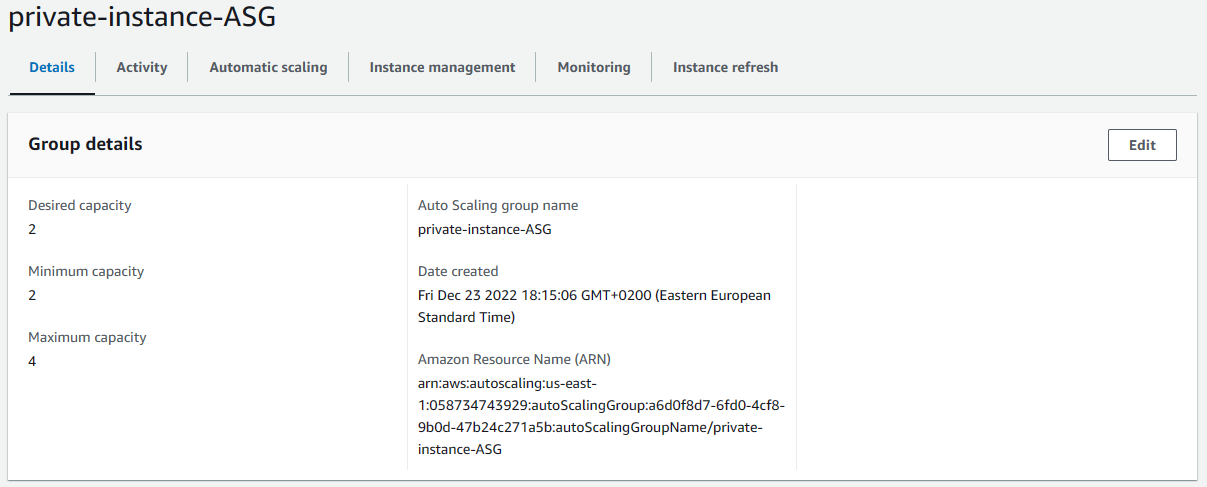 private-instance-ASG
Details
Activity
Automatic scaling
Instance management
Monitoring
Instance refresh
Group details
Edit
Desired capacity
2
Minimum capacity
2
Maximum capacity
4
Auto Scaling group name
private-instance-ASG
Date created
Fri Dec 23 2022 18:15:06 GMT+0200 (Eastern European
Standard Time)
Amazon Resource Name (ARN)
arn:aws:autoscaling:us-east-
1:058734743929:autoScalingGroup:a6d0f8d7-6fd0-4cf8-
9b0d-47b24c271a5b:autoScalingGroupName/private-
instance-ASG